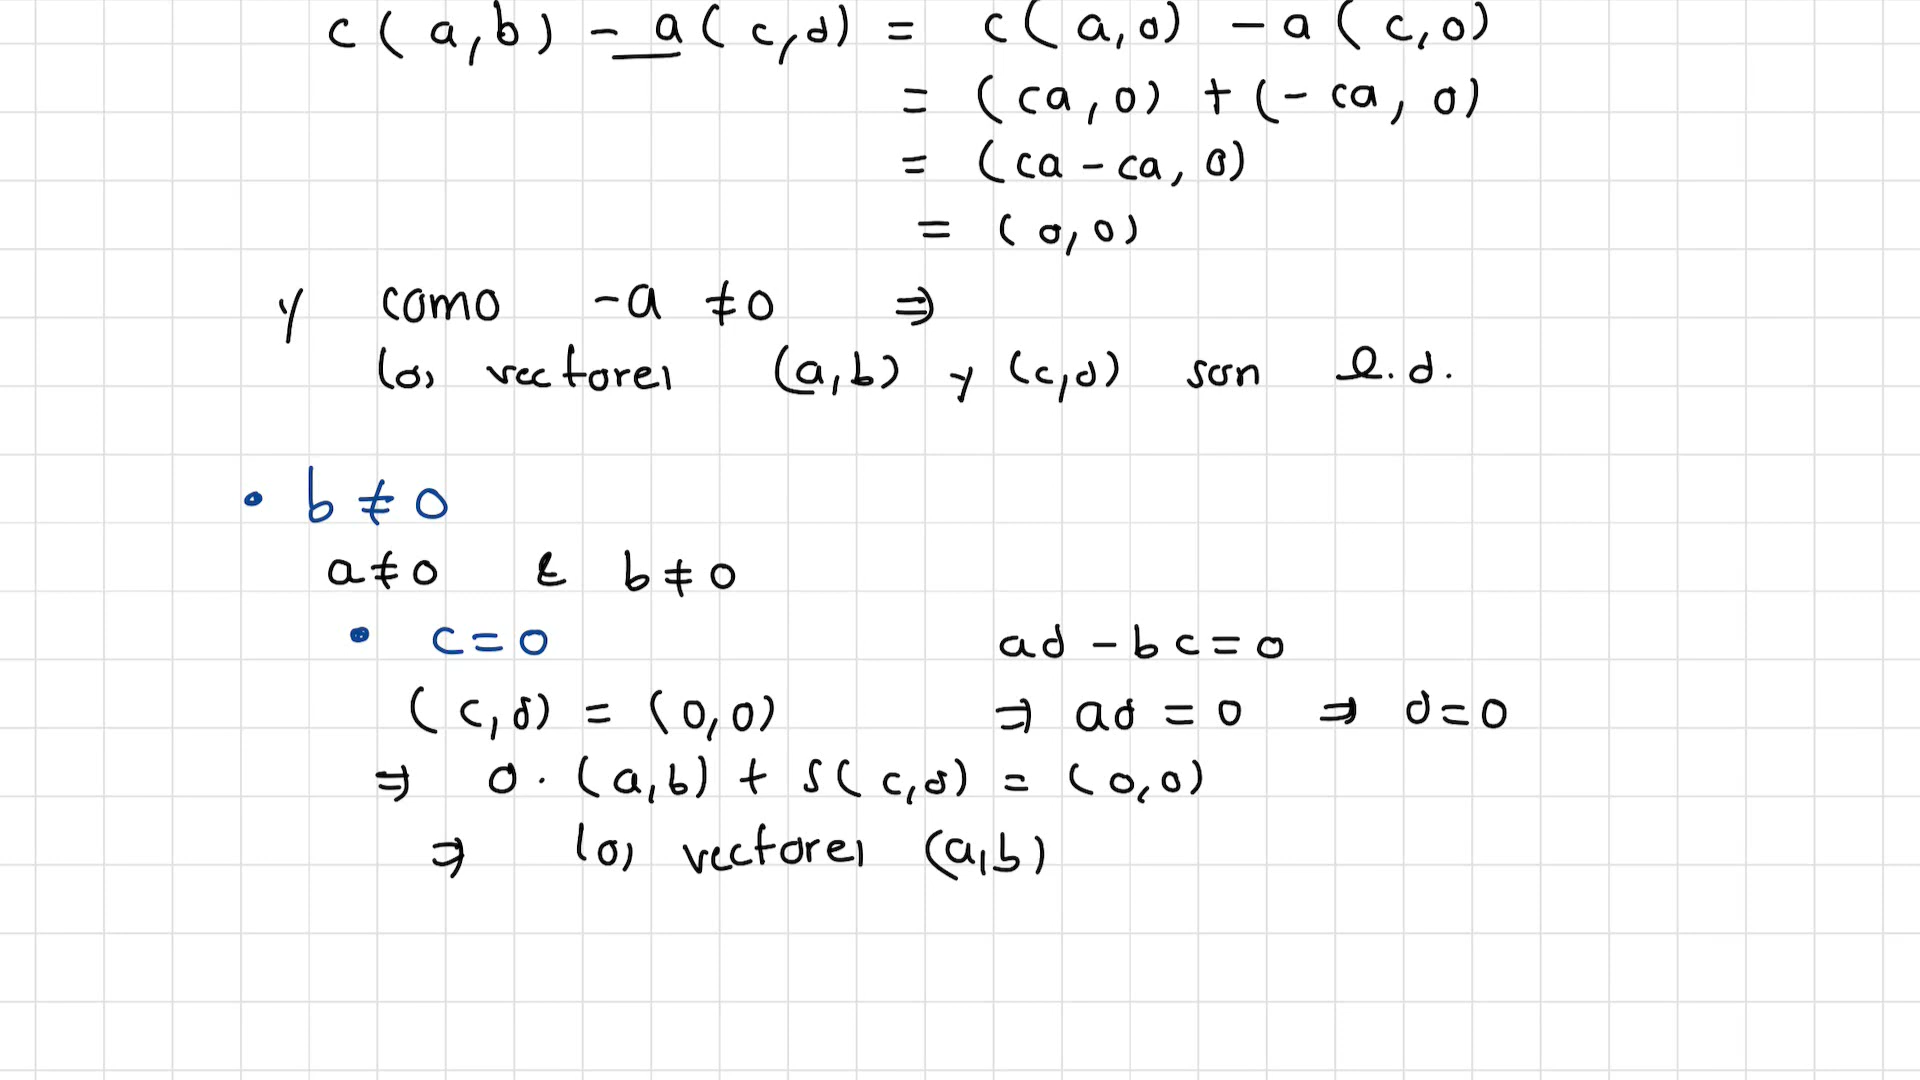 c(a,b) - a(c,d) = c(a,0) - a(c,0)
= (ca,0) + (-ca, 0)
= (ca - ca, 0)
= (0,0)
y como -a ≠ 0 ⇒
los vectores (a,b) y (c,d) son l.d.
• b ≠ 0
a ≠ 0 & b ≠ 0
• c = 0 ad - bc = 0
(c,d) = (0,0) ⇒ ad = 0 ⇒ d = 0
⇒ 0 · (a,b) + 5(c,d) = (0,0)
⇒ los vectores (a,b)